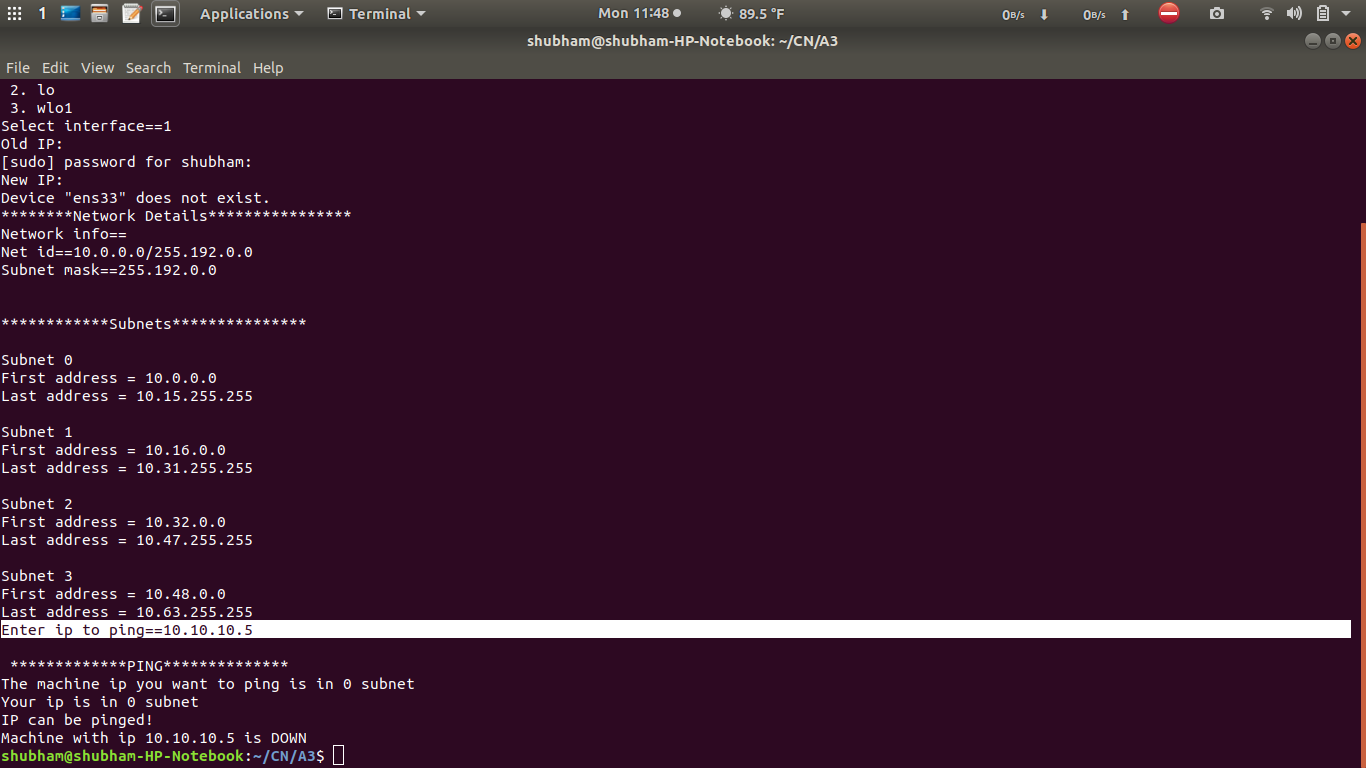 1 Applications Terminal Mon 11:48 89.5 °F 0B/s 0B/s
shubham@shubham-HP-Notebook: ~/CN/A3
File Edit View Search Terminal Help
2. lo
3. wlo1
Select interface==1
Old IP:
[sudo] password for shubham:
New IP:
Device "ens33" does not exist.
********Network Details****************
Network info==
Net id==10.0.0.0/255.192.0.0
Subnet mask==255.192.0.0
************Subnets***************
Subnet 0
First address = 10.0.0.0
Last address = 10.15.255.255
Subnet 1
First address = 10.16.0.0
Last address = 10.31.255.255
Subnet 2
First address = 10.32.0.0
Last address = 10.47.255.255
Subnet 3
First address = 10.48.0.0
Last address = 10.63.255.255
Enter ip to ping==10.10.10.5
*************PING**************
The machine ip you want to ping is in 0 subnet
Your ip is in 0 subnet
IP can be pinged!
Machine with ip 10.10.10.5 is DOWN
shubham@shubham-HP-Notebook:~/CN/A3$